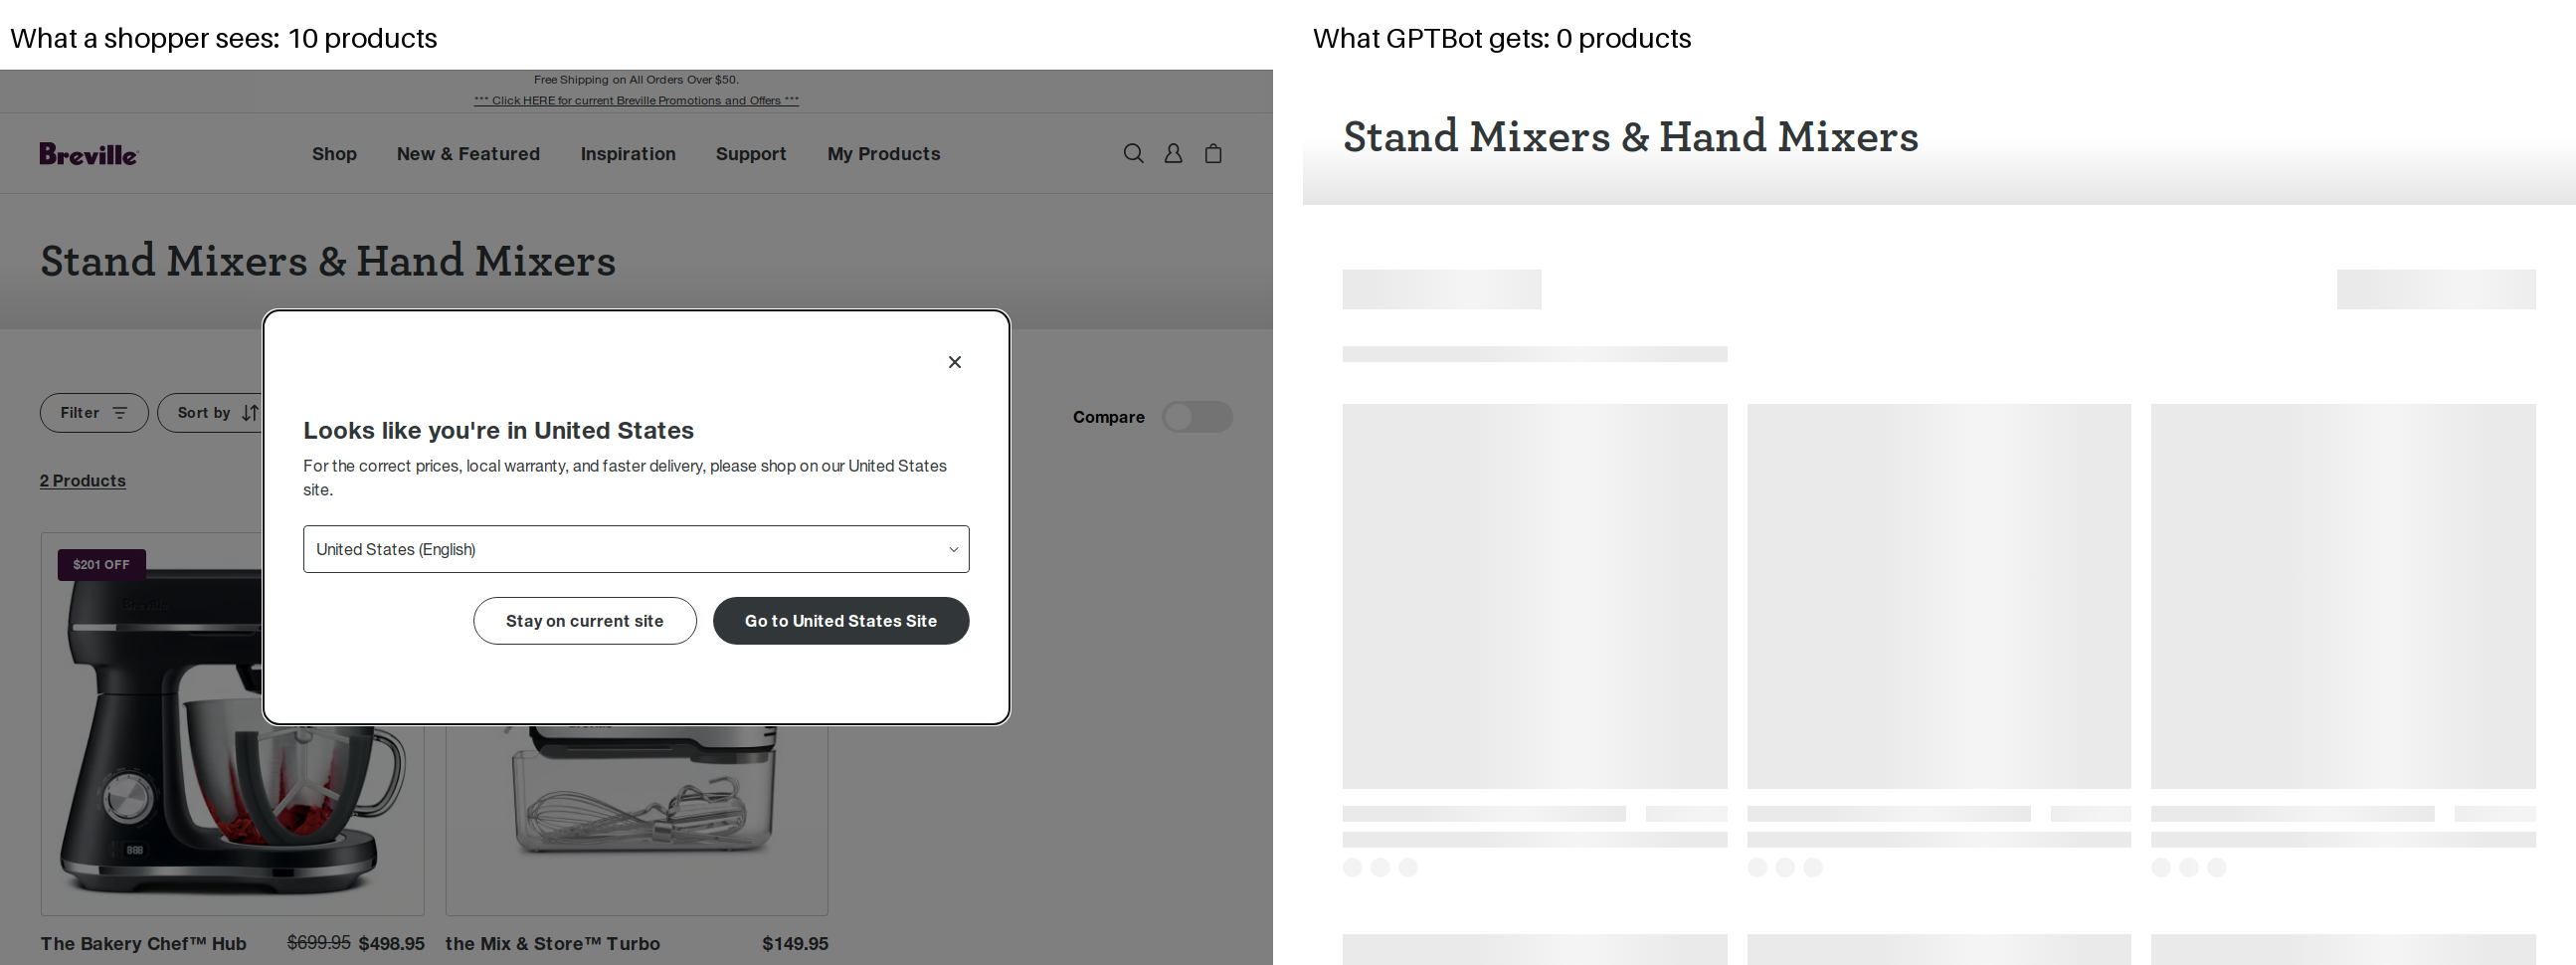 What a shopper sees: 10 products
Free Shipping on All Orders Over $50.
*** Click HERE for current Breville Promotions and Offers ***
Breville
Shop
New & Featured
Inspiration
Support
My Products
Stand Mixers & Hand Mixers
Looks like you're in United States
For the correct prices, local warranty, and faster delivery, please shop on our United States
site.
United States (English)
Stay on current site
Go to United States Site
Filter
Sort by
Compare
2 Products
$201 OFF
Breville
The Bakery Chef™ Hub
$699.95 $498.95
the Mix & Store™ Turbo
$149.95
What GPTBot gets: 0 products
Stand Mixers & Hand Mixers